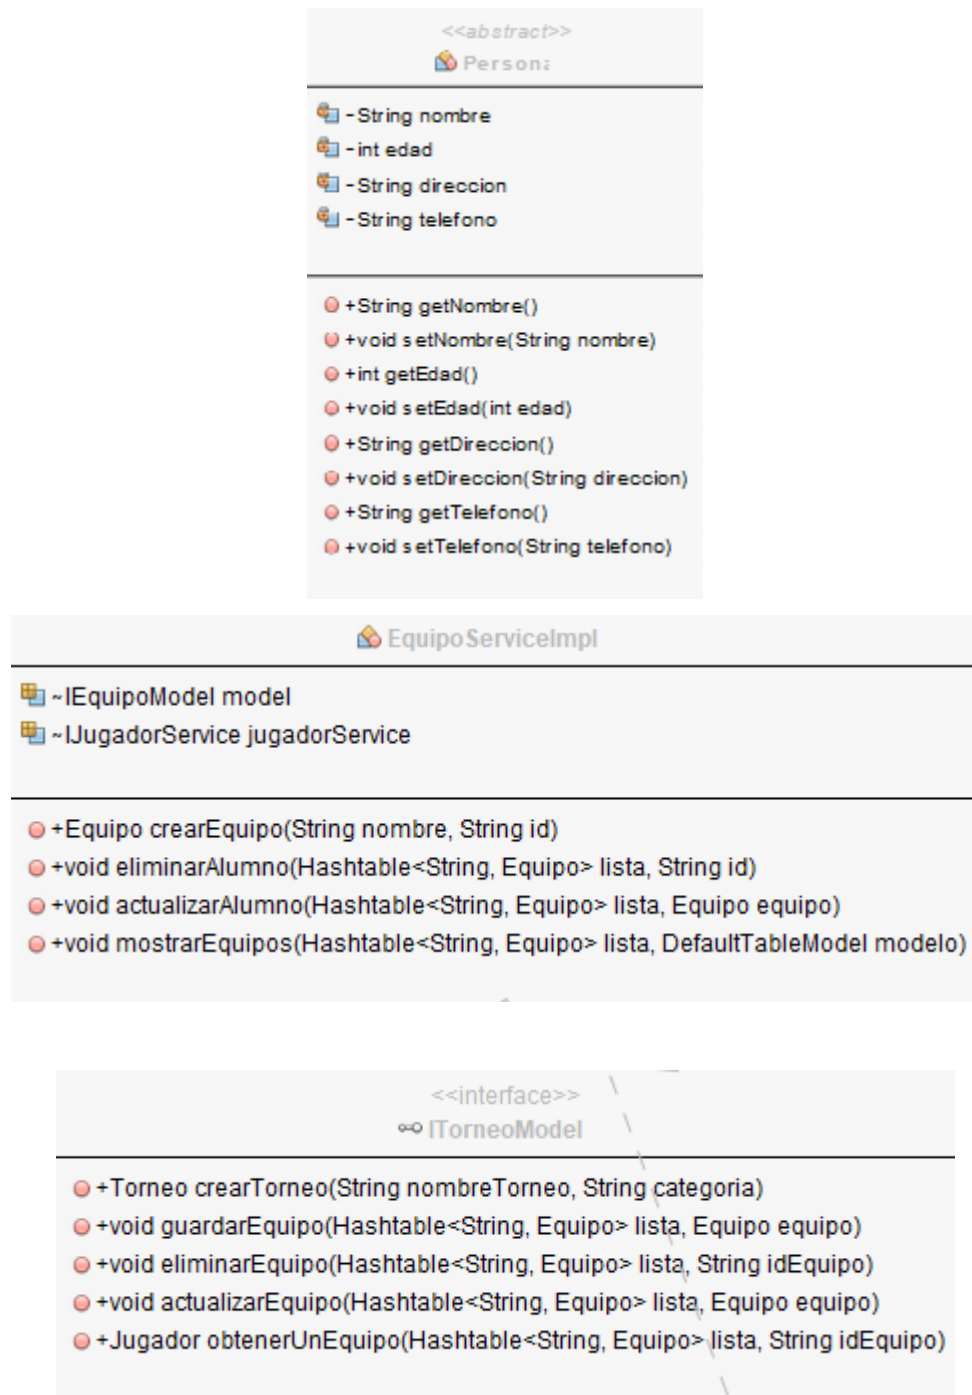 <<abstract>>
Persona
-String nombre
-int edad
-String direccion
-String telefono
+String getNombre()
+void setNombre(String nombre)
+int getEdad()
+void setEdad(int edad)
+String getDireccion()
+void setDireccion(String direccion)
+String getTelefono()
+void setTelefono(String telefono)
EquipoServiceImpl
~IEquipoModel model
~IJugadorService jugadorService
+Equipo crearEquipo(String nombre, String id)
+void eliminarAlumno(Hashtable<String, Equipo> lista, String id)
+void actualizarAlumno(Hashtable<String, Equipo> lista, Equipo equipo)
+void mostrarEquipos(Hashtable<String, Equipo> lista, DefaultTableModel modelo)
<<interface>>
ITorneoModel
+Torneo crearTorneo(String nombreTorneo, String categoria)
+void guardarEquipo(Hashtable<String, Equipo> lista, Equipo equipo)
+void eliminarEquipo(Hashtable<String, Equipo> lista, String idEquipo)
+void actualizarEquipo(Hashtable<String, Equipo> lista, Equipo equipo)
+Jugador obtenerUnEquipo(Hashtable<String, Equipo> lista, String idEquipo)